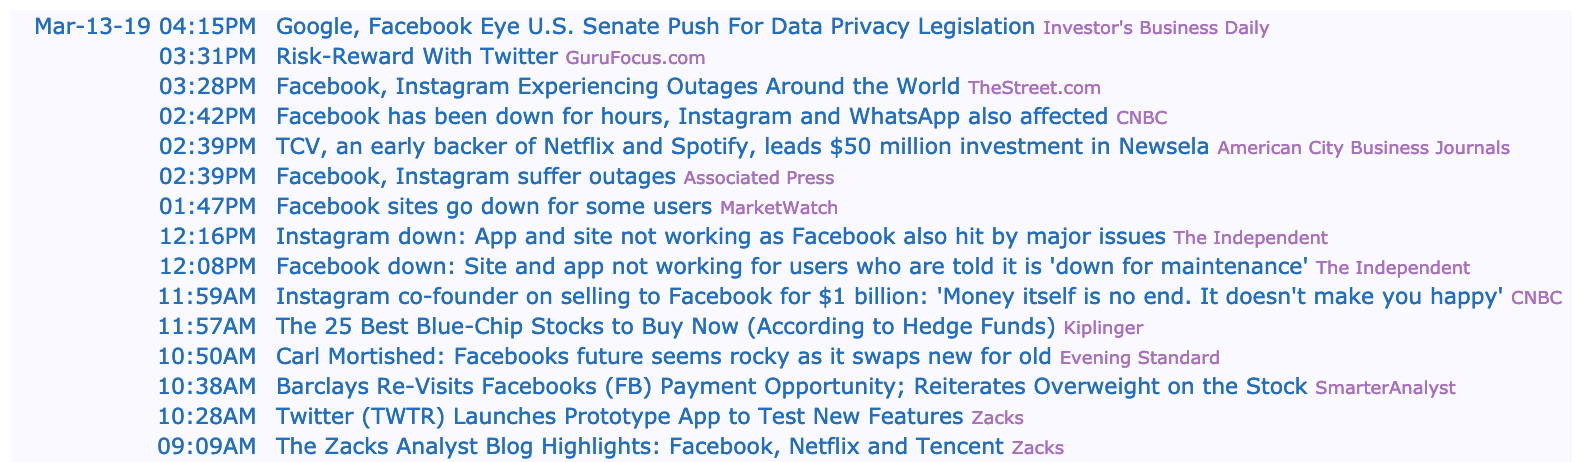 Mar-13-19 04:15PM Google, Facebook Eye U.S. Senate Push For Data Privacy Legislation Investor's Business Daily
03:31PM Risk-Reward With Twitter GuruFocus.com
03:28PM Facebook, Instagram Experiencing Outages Around the World TheStreet.com
02:42PM Facebook has been down for hours, Instagram and WhatsApp also affected CNBC
02:39PM TCV, an early backer of Netflix and Spotify, leads $50 million investment in Newsela American City Business Journals
02:39PM Facebook, Instagram suffer outages Associated Press
01:47PM Facebook sites go down for some users MarketWatch
12:16PM Instagram down: App and site not working as Facebook also hit by major issues The Independent
12:08PM Facebook down: Site and app not working for users who are told it is 'down for maintenance' The Independent
11:59AM Instagram co-founder on selling to Facebook for $1 billion: 'Money itself is no end. It doesn't make you happy' CNBC
11:57AM The 25 Best Blue-Chip Stocks to Buy Now (According to Hedge Funds) Kiplinger
10:50AM Carl Mortished: Facebooks future seems rocky as it swaps new for old Evening Standard
10:38AM Barclays Re-Visits Facebooks (FB) Payment Opportunity; Reiterates Overweight on the Stock SmarterAnalyst
10:28AM Twitter (TWTR) Launches Prototype App to Test New Features Zacks
09:09AM The Zacks Analyst Blog Highlights: Facebook, Netflix and Tencent Zacks